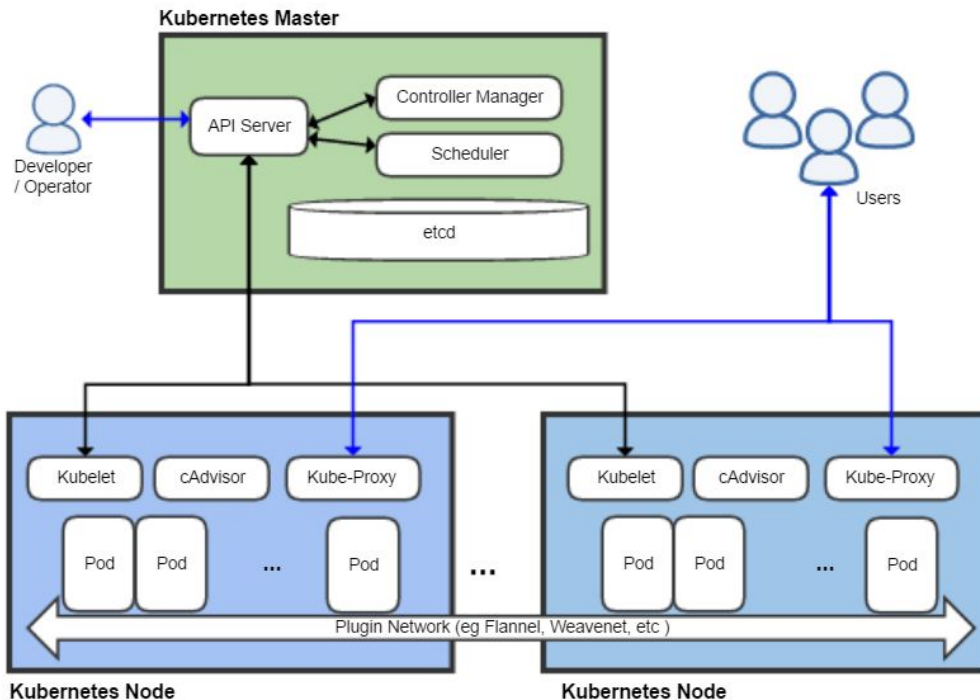 Kubernetes Master
API Server
Controller Manager
Scheduler
etcd
Developer
/ Operator
Users
Kubelet
cAdvisor
Kube-Proxy
Pod
Pod
...
Pod
...
Kubelet
cAdvisor
Kube-Proxy
Pod
Pod
...
Pod
Plugin Network (eg Flannel, Weavenet, etc )
Kubernetes Node
Kubernetes Node